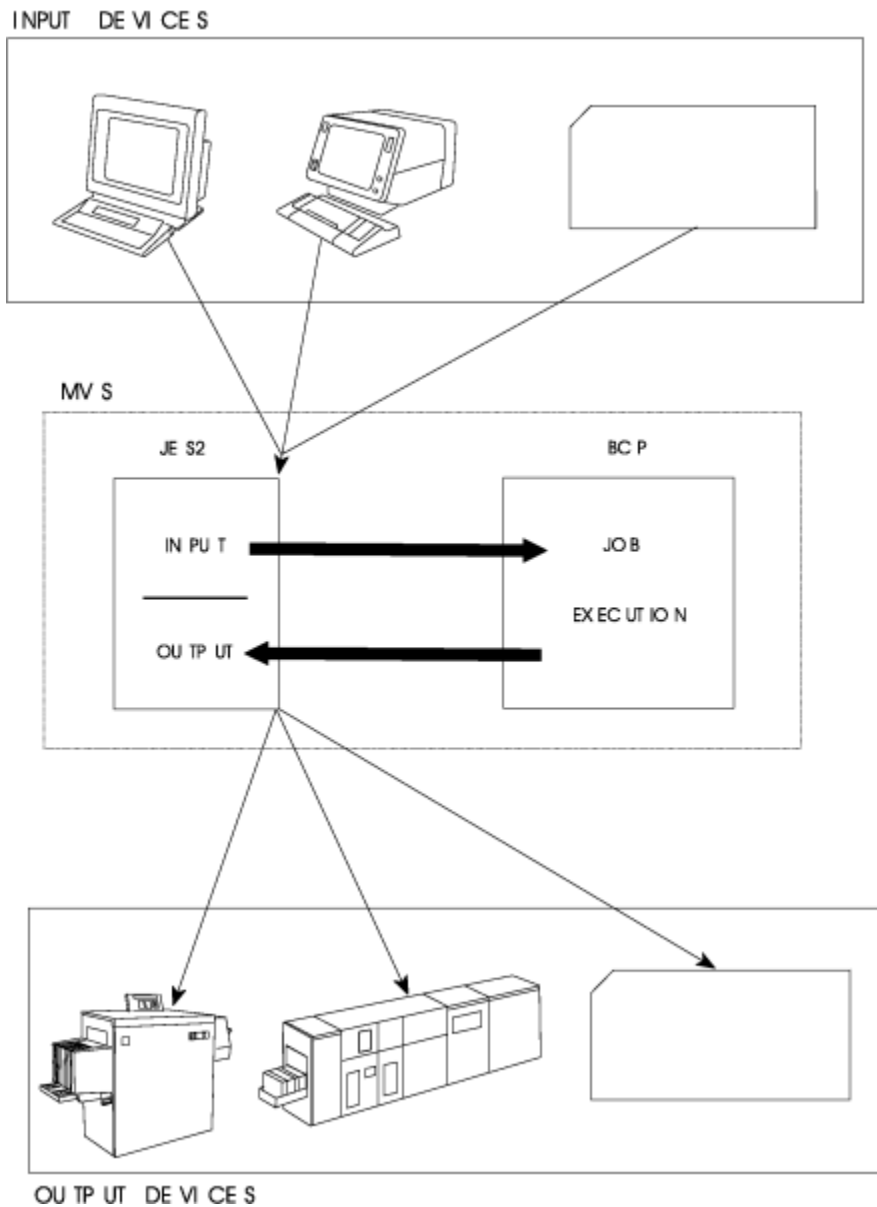 INPUT DEVICES
MVS
JES2
BCP
INPUT
JOB
EXECUTION
OUTPUT
OUTPUT DEVICES